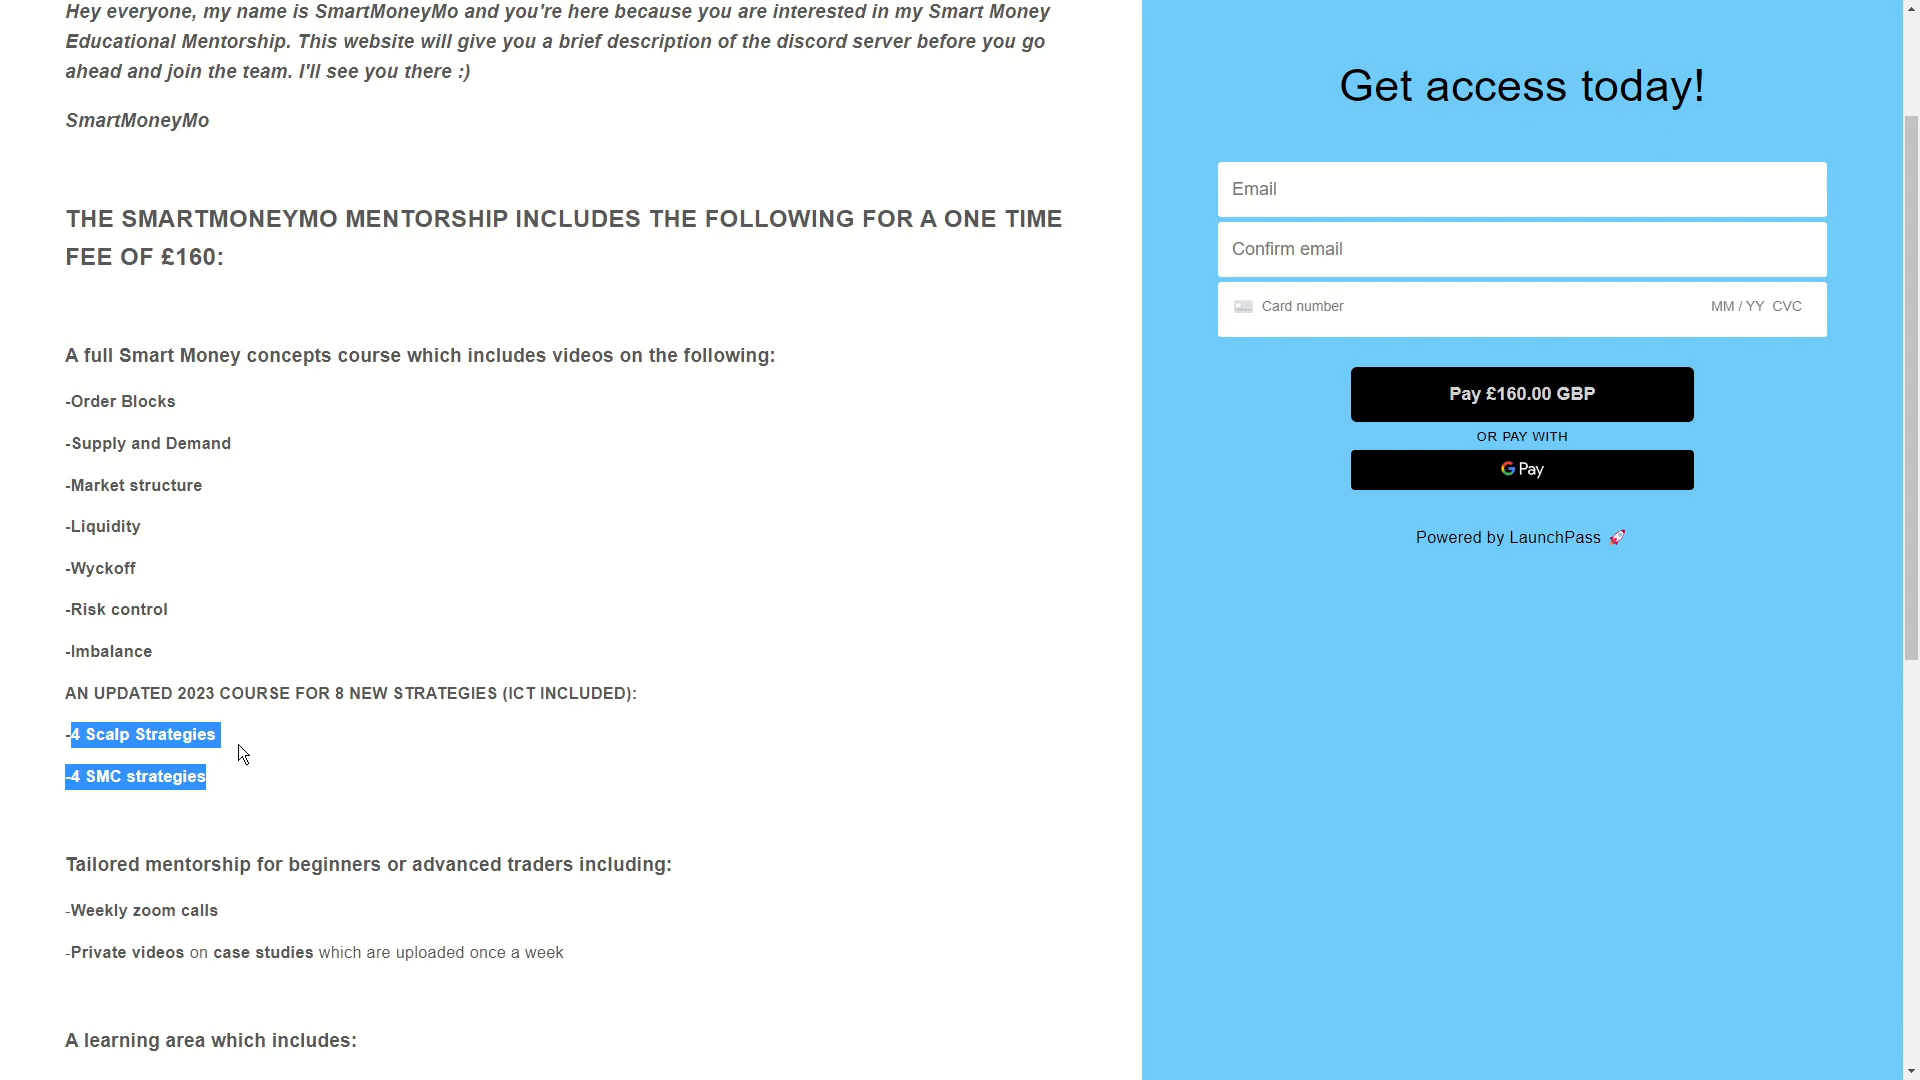 Hey everyone, my name is SmartMoneyMo and you're here because you are interested in my Smart Money
Educational Mentorship. This website will give you a brief description of the discord server before you go
ahead and join the team. I'll see you there :)
SmartMoneyMo
THE SMARTMONEYMO MENTORSHIP INCLUDES THE FOLLOWING FOR A ONE TIME
FEE OF £160:
A full Smart Money concepts course which includes videos on the following:
-Order Blocks
-Supply and Demand
-Market structure
-Liquidity
-Wyckoff
-Risk control
-Imbalance
AN UPDATED 2023 COURSE FOR 8 NEW STRATEGIES (ICT INCLUDED):
-4 Scalp Strategies
-4 SMC strategies
Tailored mentorship for beginners or advanced traders including:
-Weekly zoom calls
-Private videos on case studies which are uploaded once a week
A learning area which includes:
Get access today!
Email
Confirm email
Card number MM / YY CVC
Pay £160.00 GBP
OR PAY WITH
G Pay
Powered by LaunchPass 🚀